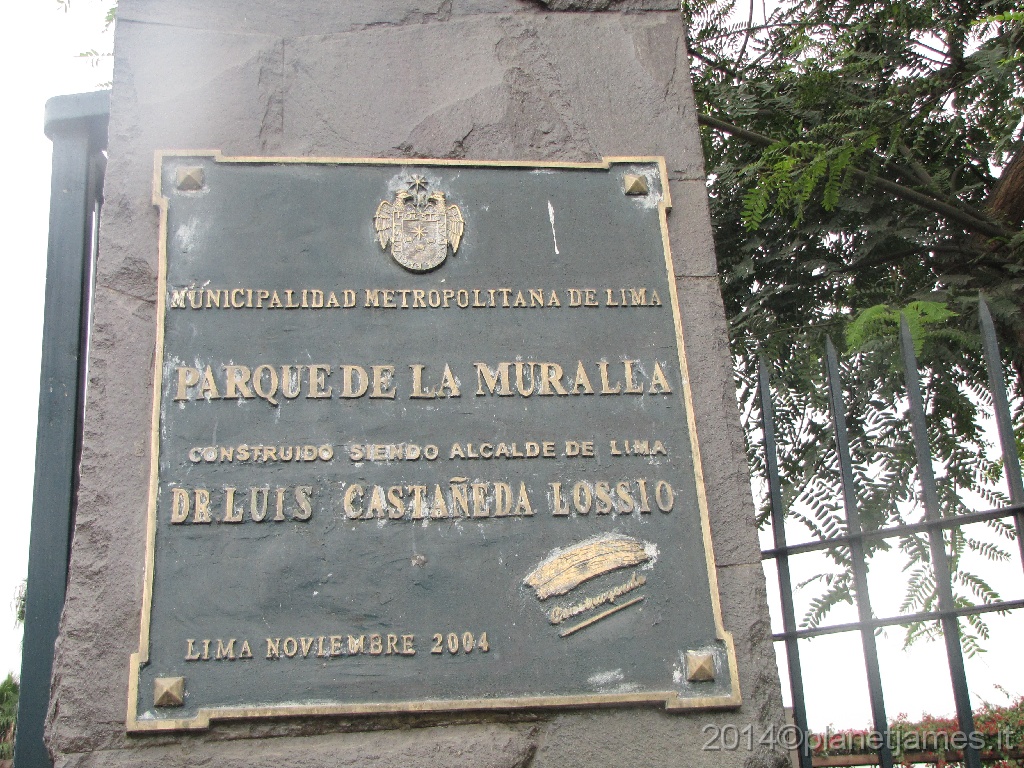 MUNICIPALIDAD METROPOLITANA DE LIMA
PARQUE DE LA MURALLA
CONSTRUIDO SIENDO ALCALDE DE LIMA
DR LUIS CASTAÑEDA LOSSIO
LIMA NOVIEMBRE 2004
2014©planetjames.it